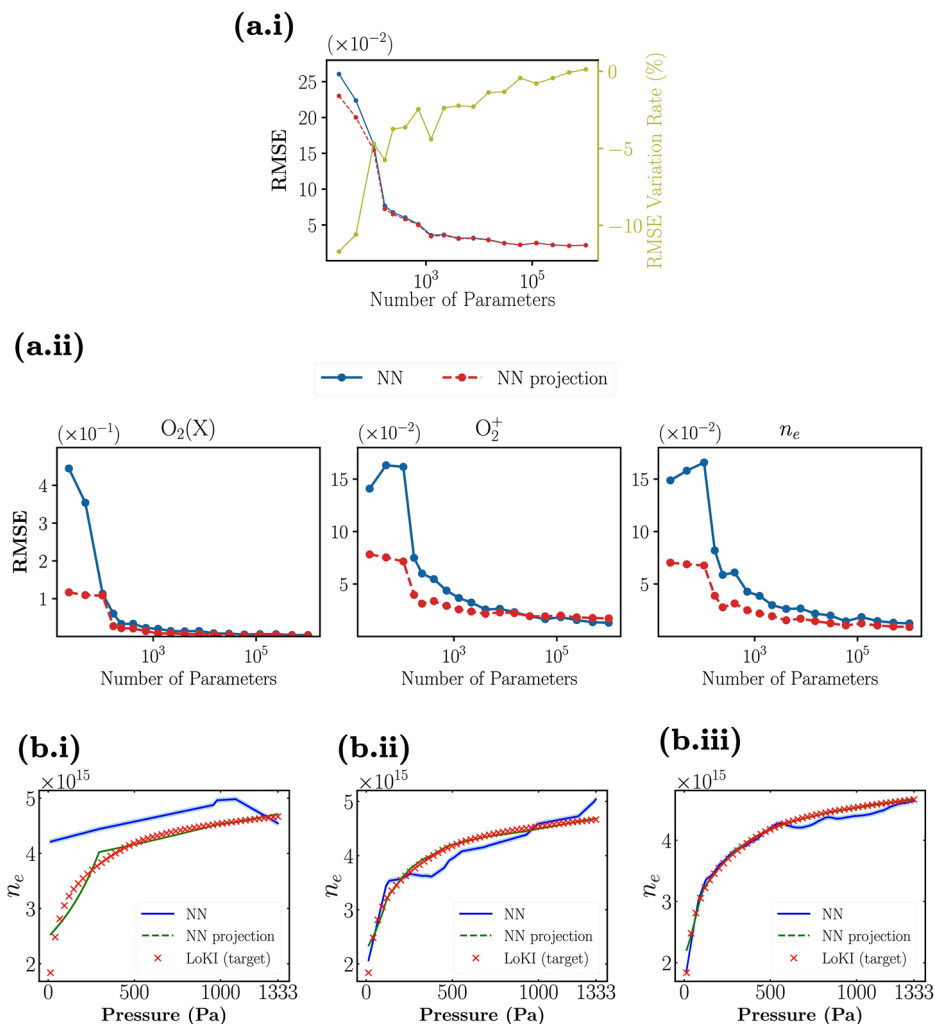 (a.i)
(×10⁻²)
25
20
15
10
5
RMSE
0
−5
−10
RMSE Variation Rate (%)
10³
10⁵
Number of Parameters
(a.ii)
NN
NN projection
(×10⁻¹)
O₂(X)
4
3
2
1
RMSE
10³
10⁵
Number of Parameters
(×10⁻²)
O₂⁺
15
10
5
10³
10⁵
Number of Parameters
(×10⁻²)
nₑ
15
10
5
10³
10⁵
Number of Parameters
(b.i)
×10¹⁵
5
4
3
2
nₑ
NN
NN projection
LoKI (target)
0
500
1000
1333
Pressure (Pa)
(b.ii)
×10¹⁵
5
4
3
2
nₑ
NN
NN projection
LoKI (target)
0
500
1000
1333
Pressure (Pa)
(b.iii)
×10¹⁵
4
3
2
nₑ
NN
NN projection
LoKI (target)
0
500
1000
1333
Pressure (Pa)